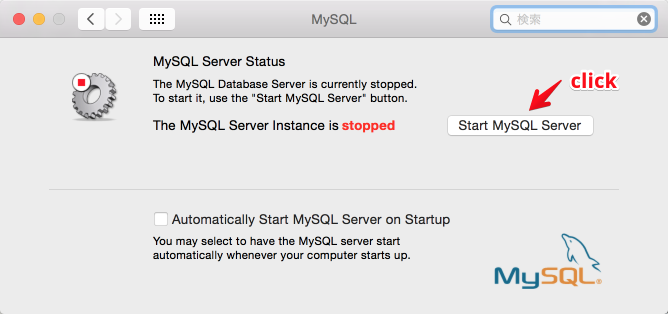 MySQL
検索
MySQL Server Status
The MySQL Database Server is currently stopped.
To start it, use the "Start MySQL Server" button.
click
The MySQL Server Instance is stopped
Start MySQL Server
Automatically Start MySQL Server on Startup
You may select to have the MySQL server start
automatically whenever your computer starts up.
MySQL®